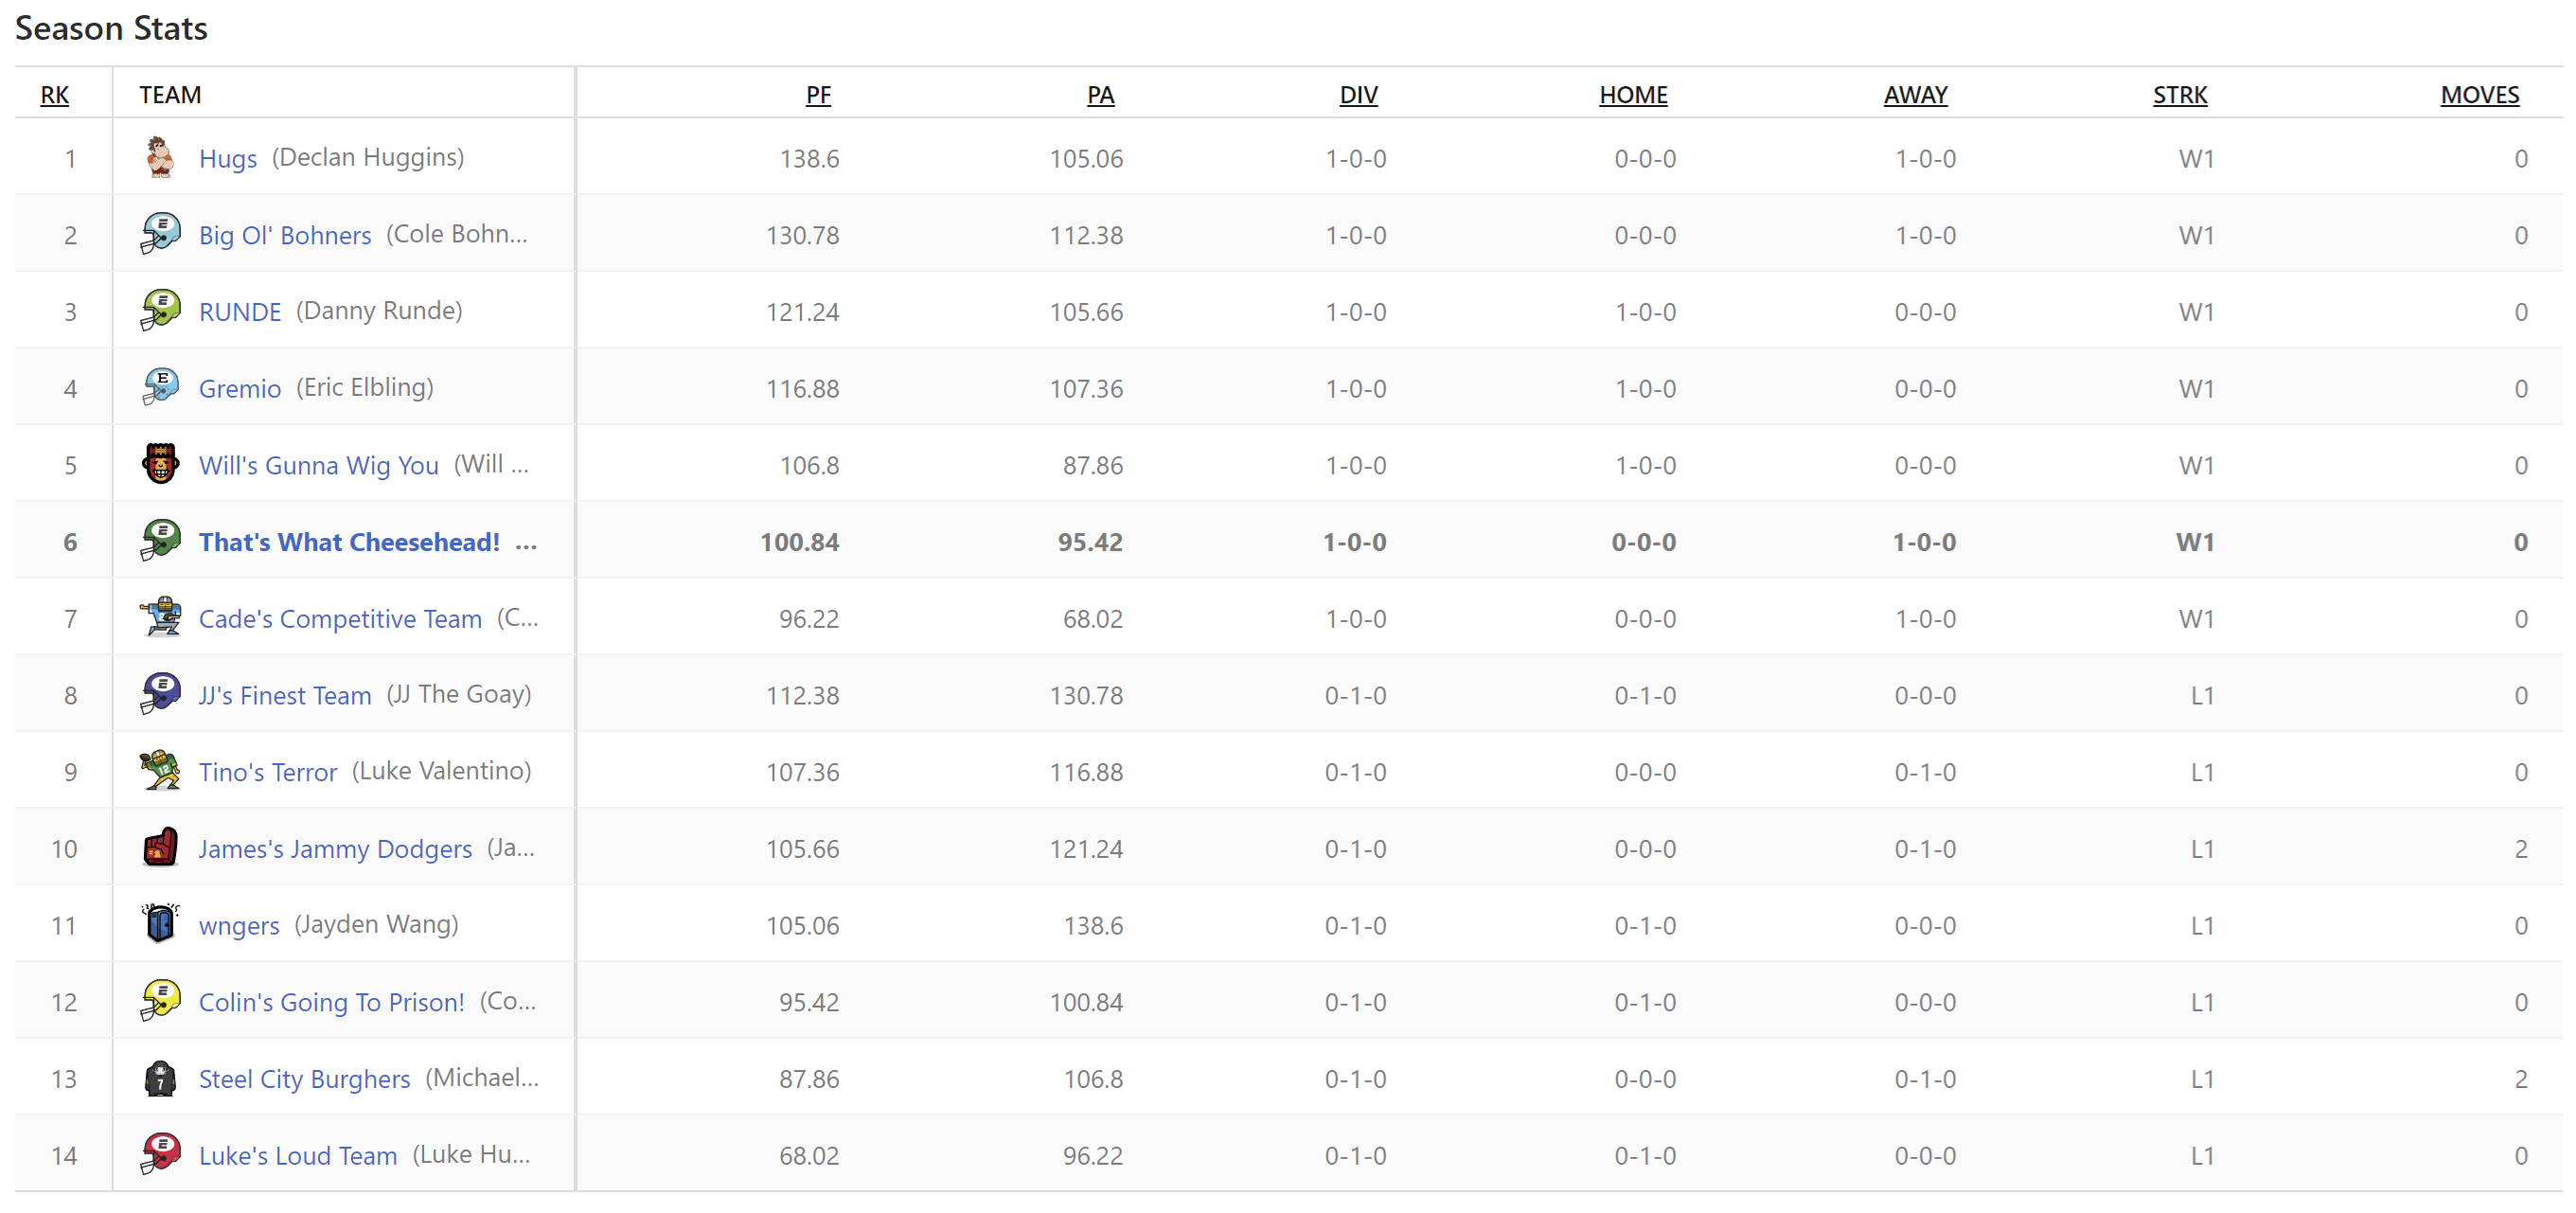 Season Stats
RK TEAM PF PA DIV HOME AWAY STRK MOVES
1 Hugs (Declan Huggins) 138.6 105.06 1-0-0 0-0-0 1-0-0 W1 0
2 Big Ol' Bohners (Cole Bohn... 130.78 112.38 1-0-0 0-0-0 1-0-0 W1 0
3 RUNDE (Danny Runde) 121.24 105.66 1-0-0 1-0-0 0-0-0 W1 0
4 Gremio (Eric Elbling) 116.88 107.36 1-0-0 1-0-0 0-0-0 W1 0
5 Will's Gunna Wig You (Will ... 106.8 87.86 1-0-0 1-0-0 0-0-0 W1 0
6 That's What Cheesehead! ... 100.84 95.42 1-0-0 0-0-0 1-0-0 W1 0
7 Cade's Competitive Team (C... 96.22 68.02 1-0-0 0-0-0 1-0-0 W1 0
8 JJ's Finest Team (JJ The Goay) 112.38 130.78 0-1-0 0-1-0 0-0-0 L1 0
9 Tino's Terror (Luke Valentino) 107.36 116.88 0-1-0 0-0-0 0-1-0 L1 0
10 James's Jammy Dodgers (Ja... 105.66 121.24 0-1-0 0-0-0 0-1-0 L1 2
11 wngers (Jayden Wang) 105.06 138.6 0-1-0 0-1-0 0-0-0 L1 0
12 Colin's Going To Prison! (Co... 95.42 100.84 0-1-0 0-1-0 0-0-0 L1 0
13 Steel City Burghers (Michael... 87.86 106.8 0-1-0 0-0-0 0-1-0 L1 2
14 Luke's Loud Team (Luke Hu... 68.02 96.22 0-1-0 0-1-0 0-0-0 L1 0